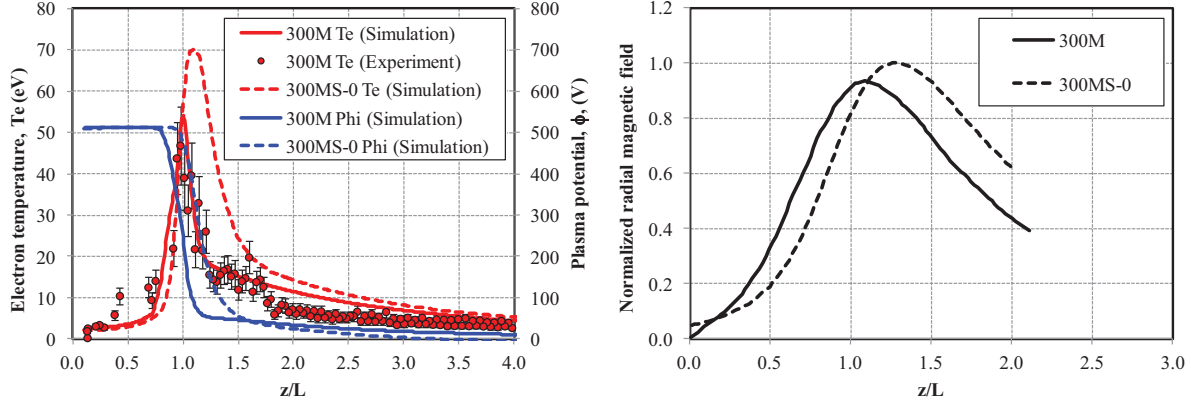 Electron temperature, Te (eV)
80
70
60
50
40
30
20
10
0
300M Te (Simulation)
300M Te (Experiment)
300MS-0 Te (Simulation)
300M Phi (Simulation)
300MS-0 Phi (Simulation)
800
700
600
500
400
300
200
100
0
Plasma potential, ϕ, (V)
0.0 0.5 1.0 1.5 2.0 2.5 3.0 3.5 4.0
z/L
Normalized radial magnetic field
1.2
1.0
0.8
0.6
0.4
0.2
0.0
300M
300MS-0
0.0 0.5 1.0 1.5 2.0 2.5 3.0
z/L